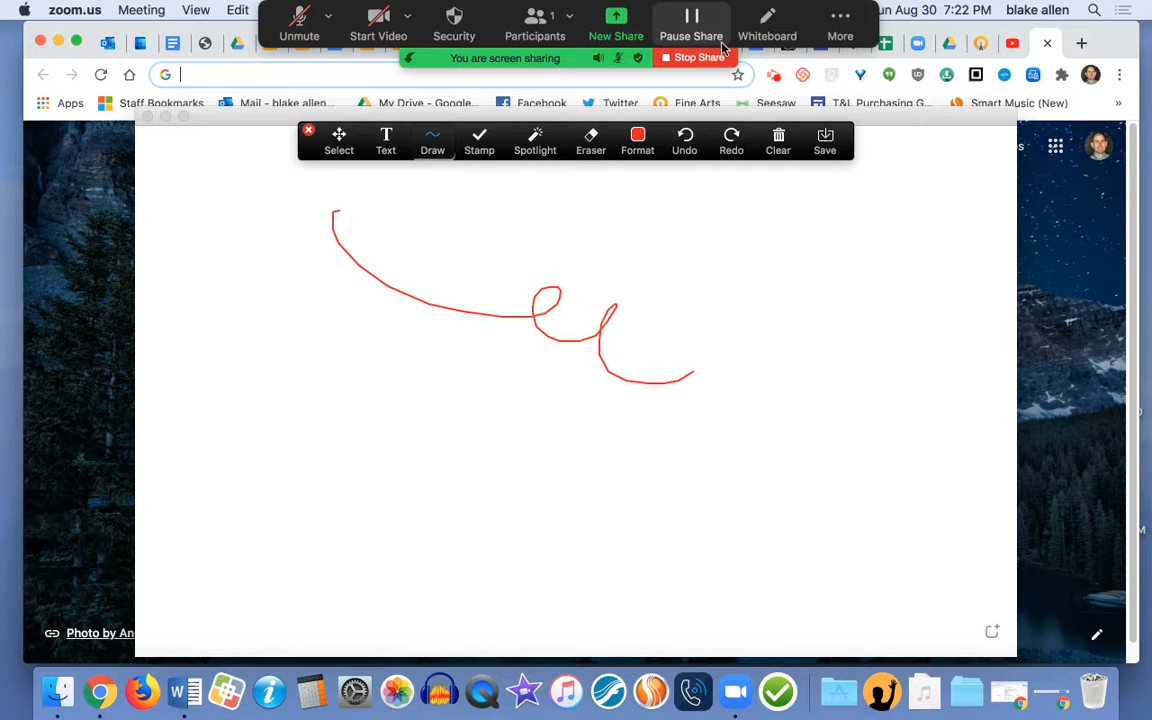 zoom.us Meeting View Edit Sun Aug 30 7:22 PM blake allen
Unmute Start Video Security Participants 1 New Share Pause Share Whiteboard More
You are screen sharing Stop Share
Apps Staff Bookmarks Mail - blake allen... My Drive - Google... Facebook Twitter Fine Arts Seesaw T&L Purchasing G... Smart Music (New) »
Select Text Draw Stamp Spotlight Eraser Format Undo Redo Clear Save
Photo by An